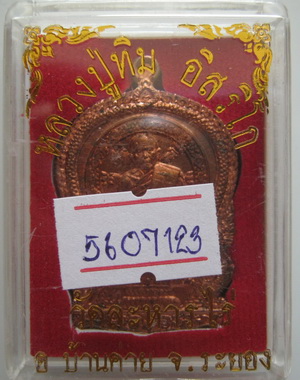 หลวงปู่ทิม อิสริโก
5607123
วัดละหารไร่
อ.บ้านค่าย จ.ระยอง